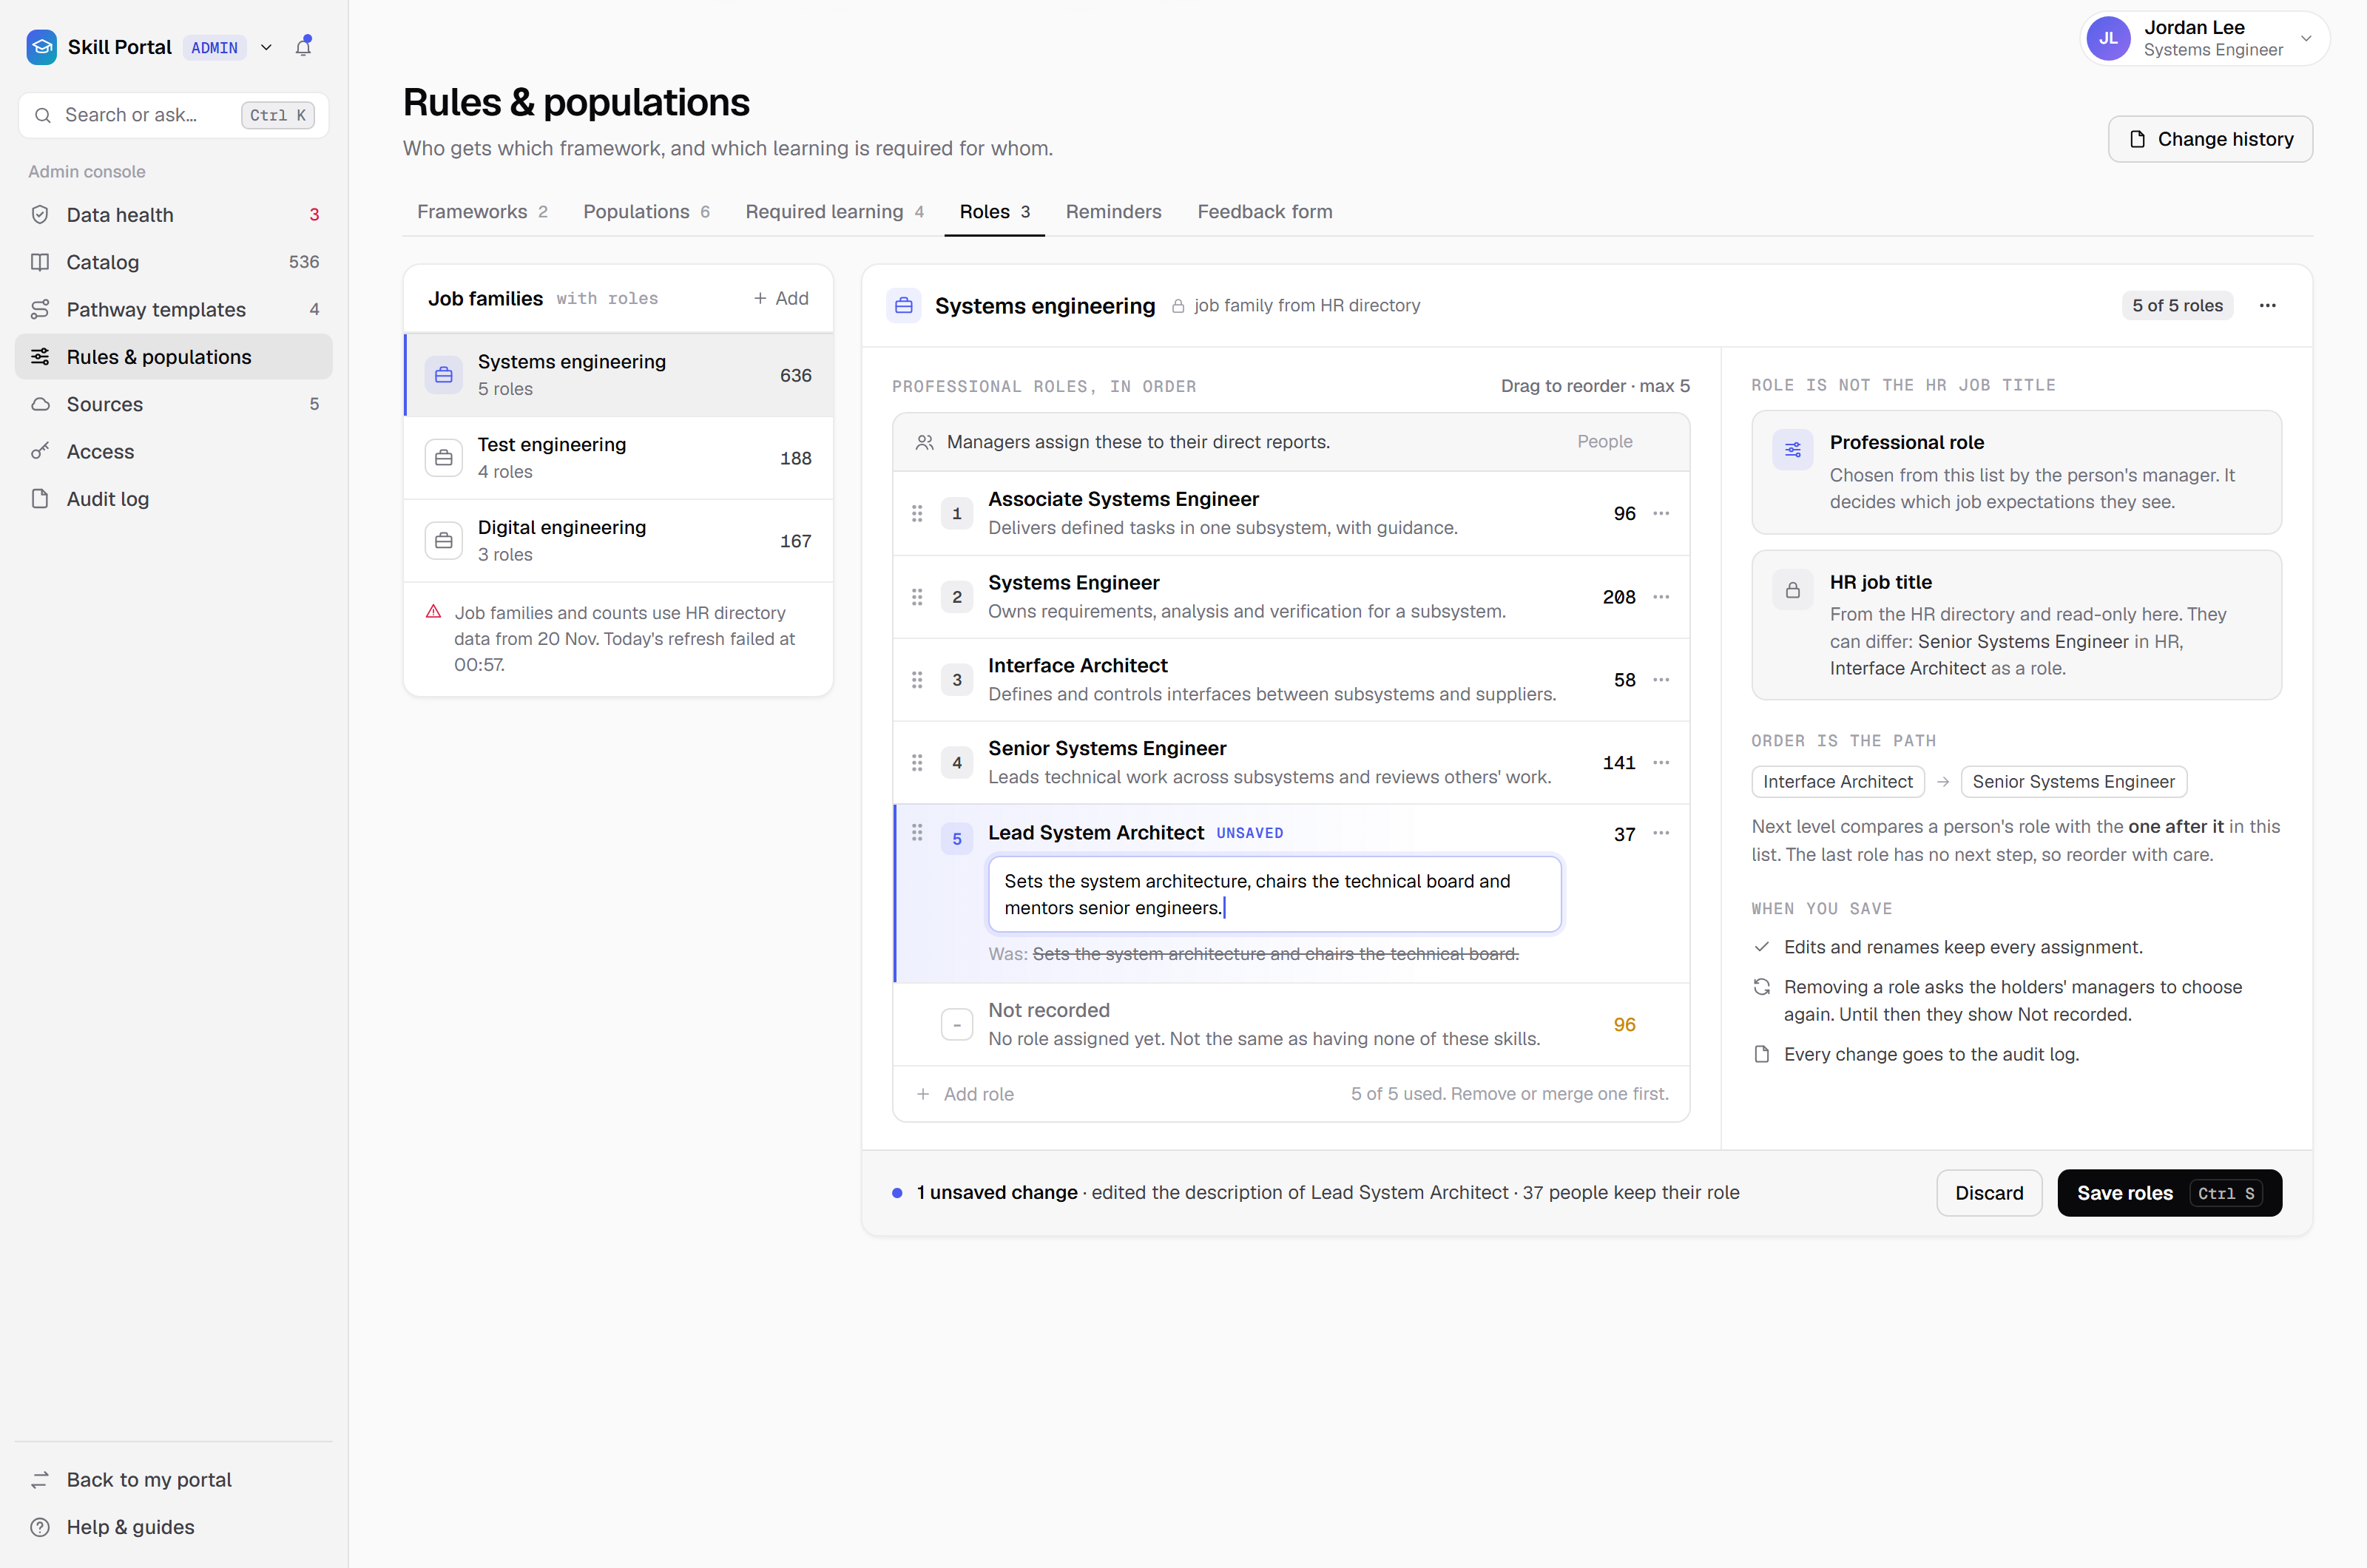 Skill Portal ADMIN
Search or ask... Ctrl K
Admin console
Data health 3
Catalog 536
Pathway templates 4
Rules & populations
Sources 5
Access
Audit log
Back to my portal
Help & guides
JL Jordan Lee
Systems Engineer
Rules & populations
Who gets which framework, and which learning is required for whom.
Change history
Frameworks 2 Populations 6 Required learning 4 Roles 3 Reminders Feedback form
Job families with roles + Add
Systems engineering
5 roles
636
Test engineering
4 roles
188
Digital engineering
3 roles
167
Job families and counts use HR directory
data from 20 Nov. Today's refresh failed at
00:57.
Systems engineering job family from HR directory 5 of 5 roles
PROFESSIONAL ROLES, IN ORDER Drag to reorder · max 5
Managers assign these to their direct reports. People
1 Associate Systems Engineer
Delivers defined tasks in one subsystem, with guidance.
96
2 Systems Engineer
Owns requirements, analysis and verification for a subsystem.
208
3 Interface Architect
Defines and controls interfaces between subsystems and suppliers.
58
4 Senior Systems Engineer
Leads technical work across subsystems and reviews others' work.
141
5 Lead System Architect UNSAVED 37
Sets the system architecture, chairs the technical board and
mentors senior engineers.
Was: Sets the system architecture and chairs the technical board.
- Not recorded
No role assigned yet. Not the same as having none of these skills.
96
+ Add role 5 of 5 used. Remove or merge one first.
ROLE IS NOT THE HR JOB TITLE
Professional role
Chosen from this list by the person's manager. It
decides which job expectations they see.
HR job title
From the HR directory and read-only here. They
can differ: Senior Systems Engineer in HR,
Interface Architect as a role.
ORDER IS THE PATH
Interface Architect → Senior Systems Engineer
Next level compares a person's role with the one after it in this
list. The last role has no next step, so reorder with care.
WHEN YOU SAVE
Edits and renames keep every assignment.
Removing a role asks the holders' managers to choose
again. Until then they show Not recorded.
Every change goes to the audit log.
1 unsaved change · edited the description of Lead System Architect · 37 people keep their role
Discard
Save roles Ctrl S